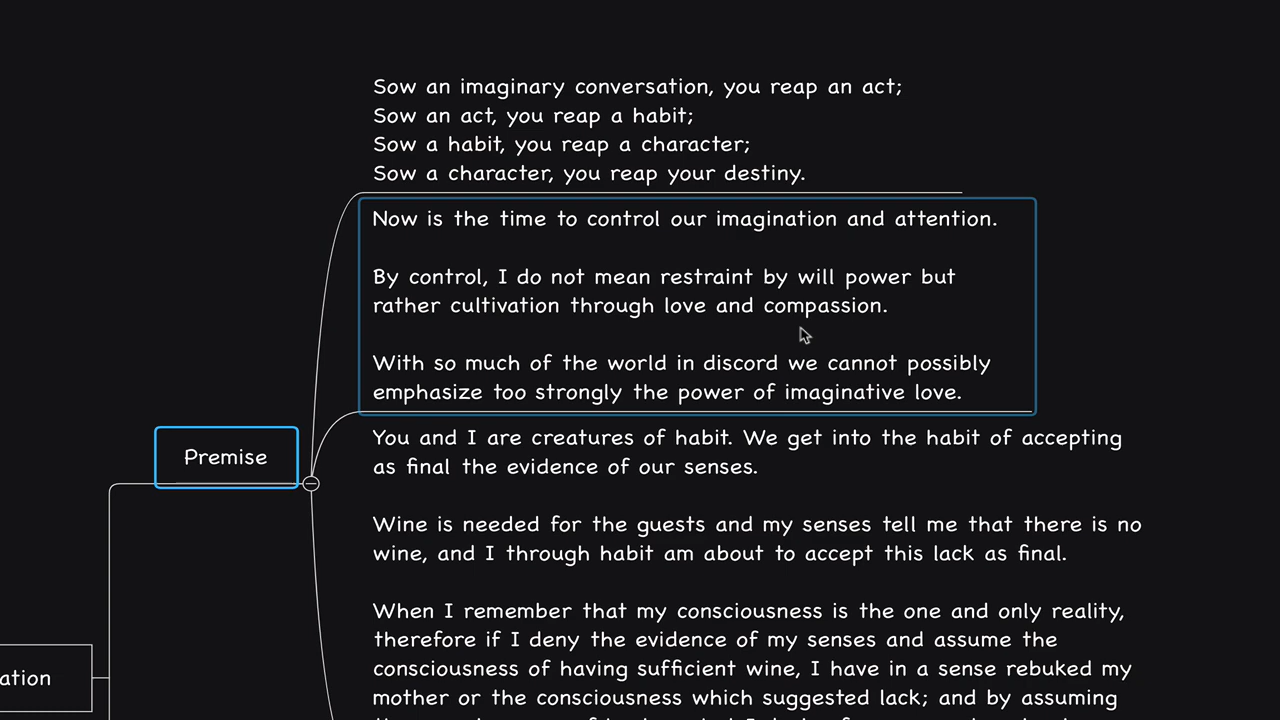 Sow an imaginary conversation, you reap an act;
Sow an act, you reap a habit;
Sow a habit, you reap a character;
Sow a character, you reap your destiny.
Now is the time to control our imagination and attention.
By control, I do not mean restraint by will power but
rather cultivation through love and compassion.
With so much of the world in discord we cannot possibly
emphasize too strongly the power of imaginative love.
Premise
You and I are creatures of habit. We get into the habit of accepting
as final the evidence of our senses.
Wine is needed for the guests and my senses tell me that there is no
wine, and I through habit am about to accept this lack as final.
When I remember that my consciousness is the one and only reality,
therefore if I deny the evidence of my senses and assume the
consciousness of having sufficient wine, I have in a sense rebuked my
ation
mother or the consciousness which suggested lack; and by assuming